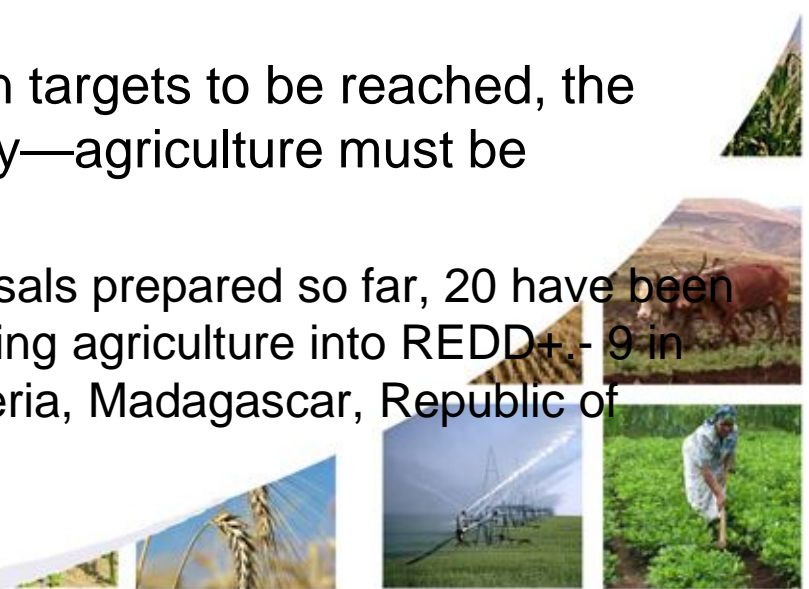 n targets to be reached, the
y—agriculture must be
sals prepared so far, 20 have been
ing agriculture into REDD+.- 9 in
eria, Madagascar, Republic of